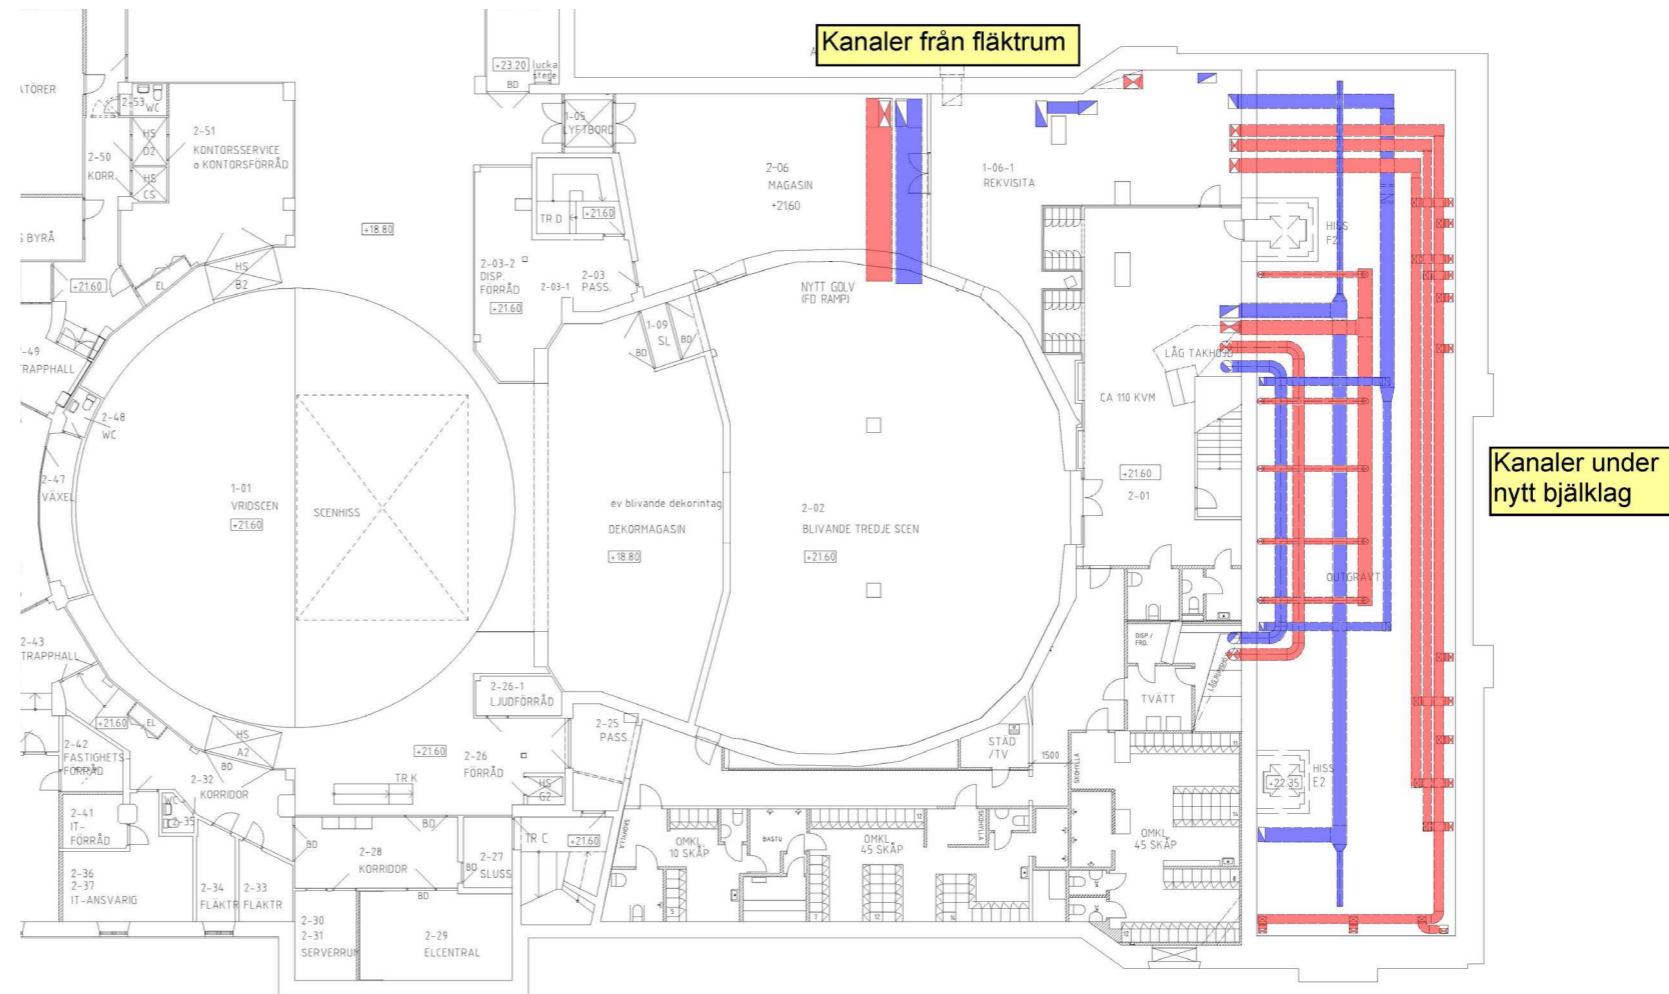 Kanaler från fläktrum
Kanaler under
nytt bjälklag
ATÖRER
2-53
WC
HS
D2
HS
CS
2-50
KORR.
2-51
KONTORSSERVICE
o KONTORSFÖRRÅD
+23.20
lucka
stege
BD
1-05
LYFTBORD
TR D
+21.60
+18.80
2-06
MAGASIN
+21.60
1-06-1
REKVISITA
S BYRÅ
+21.60
EL
HS
B2
2-03-2
DISP.
FÖRRÅD
+21.60
2-03
PASS.
2-03-1
NYTT GOLV
(FD RAMP)
HISS
F2
1-09
SL
BD
BD
-49
TRAPPHALL
2-48
WC
2-47
VÄXEL
1-01
VRIDSCEN
+21.60
SCENHISS
ev blivande dekorintag
DEKORMAGASIN
+18.80
2-02
BLIVANDE TREDJE SCEN
+21.60
LÅG TAKHÖJD
CA 110 KVM
+21.60
2-01
OUTGRÄVT
2-43
TRAPPHALL
+21.60
EL
HS
A2
BD
2-42
FASTIGHETS-
FÖRRÅD
2-32
KORRIDOR
WC
2-35
2-41
IT-
FÖRRÅD
2-36
2-37
IT-ANSVARIG
2-34
FLÄKTR
2-33
FLÄKTR
2-26-1
LJUDFÖRRÅD
+21.60
2-26
FÖRRÅD
TR K
HS
G2
2-25
PASS.
BD
BD
2-28
KORRIDOR
BD
BD
2-27
SLUSS
TR C
+21.60
2-30
2-31
SERVERRUM
2-29
ELCENTRAL
DISP./
FRD.
TVÄTT
STÄD
/TV
1500
SKOHYLLA
SKOHYLLA
SKOHYLLA
OMKL.
10 SKÅP
BASTU
OMKL.
45 SKÅP
OMKL.
45 SKÅP
HISS
E2
+22.35